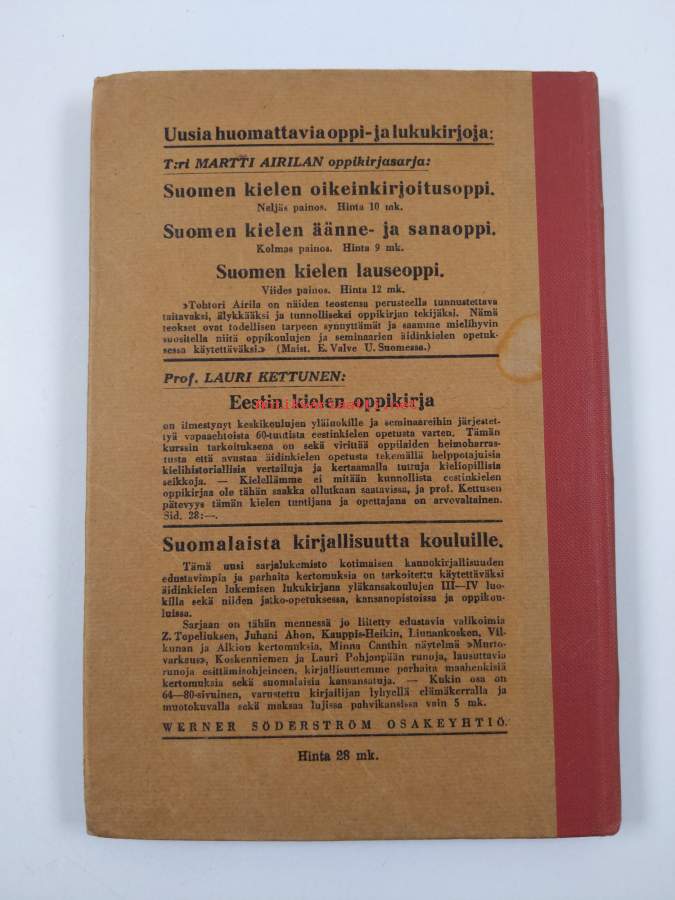 Uusia huomattavia oppi- ja lukukirjoja:
T:ri MARTTI AIRILAN oppikirjasarja:
Suomen kielen oikeinkirjoitusoppi.
Neljäs painos. Hinta 10 mk.
Suomen kielen äänne- ja sanaoppi.
Kolmas painos. Hinta 9 mk.
Suomen kielen lauseoppi.
Viides painos. Hinta 12 mk.
»Tohtori Airila on näiden teostensa perusteella tunnustettava
taitavaksi, älykkääksi ja tunnolliseksi oppikirjan tekijäksi. Nämä
teokset ovat todellisen tarpeen synnyttämät ja saamme mielihyvin
suositella niitä oppikoulujen ja seminaarien äidinkielen opetuk-
sessa käytettäväksi.» (Maist. E. Valve U. Suomessa.)
Prof. LAURI KETTUNEN:
Eestin kielen oppikirja
on ilmestynyt keskikoulujen yläluokille ja seminaareihin järjestet-
tyä vapaaehtoista 60-tuntista eestinkielen opetusta varten. Tämän
kurssin tarkoituksena on sekä virittää oppilaiden heimoharras-
tusta että avustaa äidinkielen opetusta tekemällä helppotajuisia
kielihistoriallisia vertailuja ja kertaamalla tuttuja kieliopillisia
seikkoja. — Kielellämme ei mitään kunnollista eestinkielen
oppikirjaa ole tähän saakka ollutkaan saatavissa, ja prof. Kettusen
pätevyys tämän kielen tuntijana ja opettajana on arvovaltainen.
Sid. 28:—.
Suomalaista kirjallisuutta kouluille.
Tämä uusi sarjalukemisto kotimaisen kaunokirjallisuuden
edustavimpia ja parhaita kertomuksia on tarkoitettu käytettäväksi
äidinkielen lukemisen lukukirjana yläkansakoulujen III—IV luo-
killa sekä niiden jatko-opetuksessa, kansanopistoissa ja oppikou-
luissa.
Sarjaan on tähän mennessä jo liitetty edustavia valikoimia
Z. Topeliuksen, Juhani Ahon, Kauppis-Heikin, Linnankosken, Vil-
kunan ja Alkion kertomuksia, Minna Canthin näytelmä »Murto-
varkaus», Koskenniemen ja Lauri Pohjanpään runoja, lausuttavia
runoja esittämisohjeineen, kirjallisuutemme parhaita maahenkisiä
kertomuksia sekä suomalaisia kansansatuja. — Kukin osa on
64—80-sivuinen, varustettu kirjailijan lyhyellä elämäkerralla ja
muotokuvalla sekä maksaa lujissa pahvikansissa vain 5 mk.
WERNER SÖDERSTRÖM OSAKEYHTIÖ.
Hinta 28 mk.